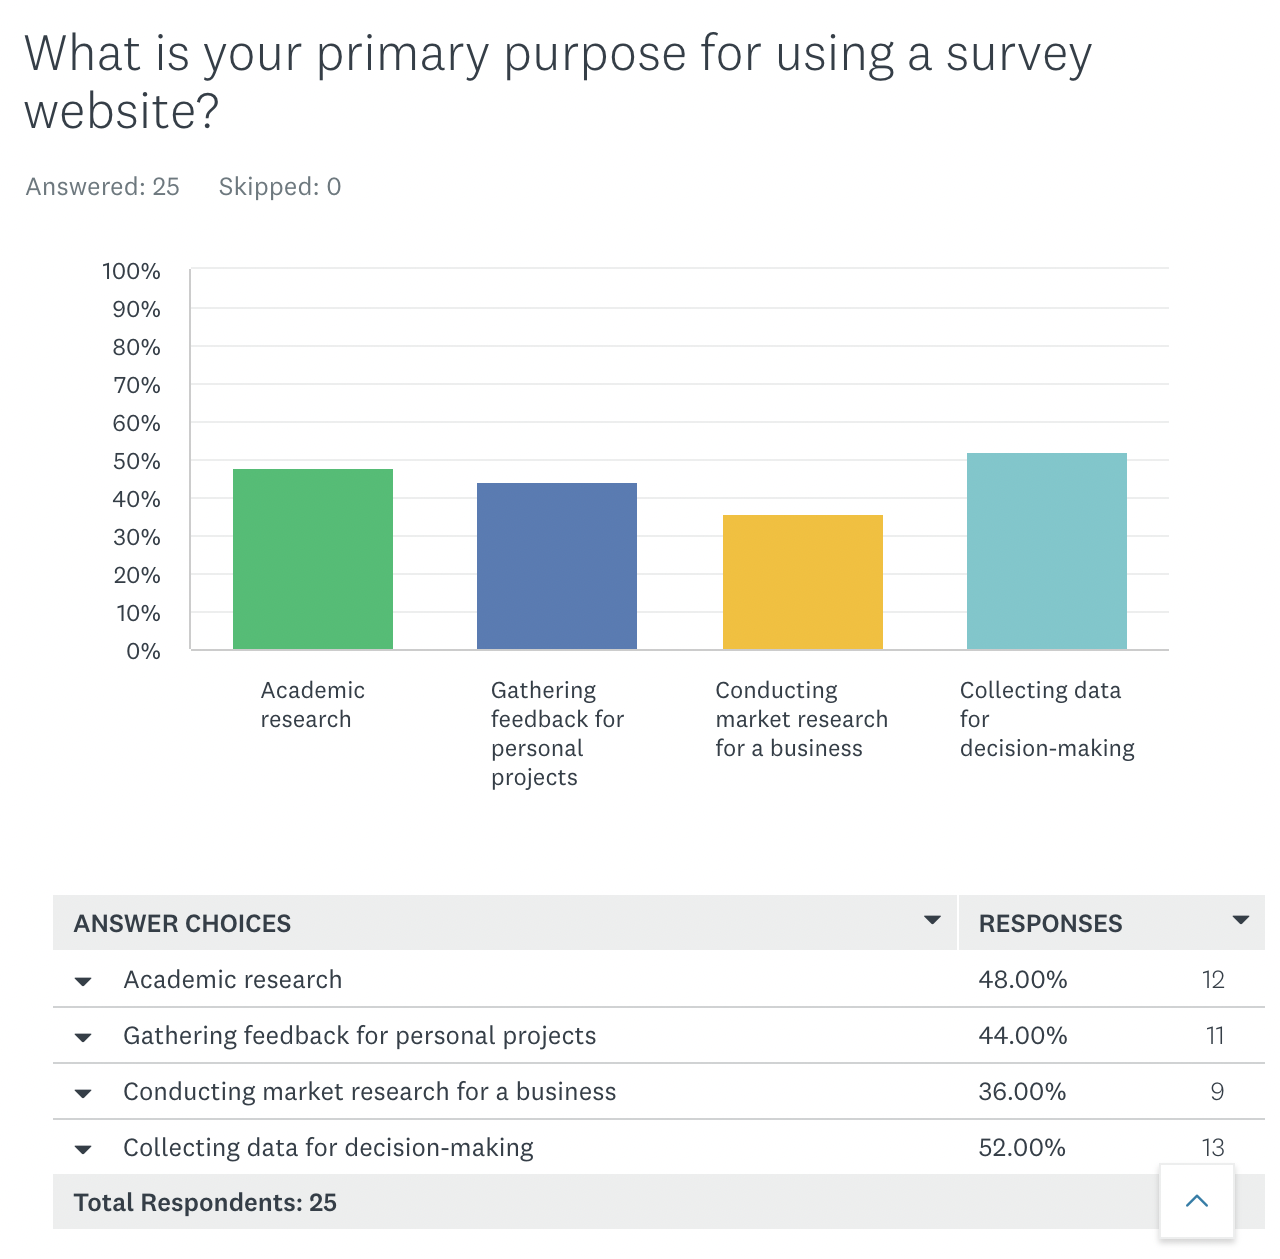 What is your primary purpose for using a survey
website?
Answered: 25 Skipped: 0
100%
90%
80%
70%
60%
50%
40%
30%
20%
10%
0%
Academic
research
Gathering
feedback for
personal
projects
Conducting
market research
for a business
Collecting data
for
decision-making
ANSWER CHOICES RESPONSES
Academic research 48.00% 12
Gathering feedback for personal projects 44.00% 11
Conducting market research for a business 36.00% 9
Collecting data for decision-making 52.00% 13
Total Respondents: 25